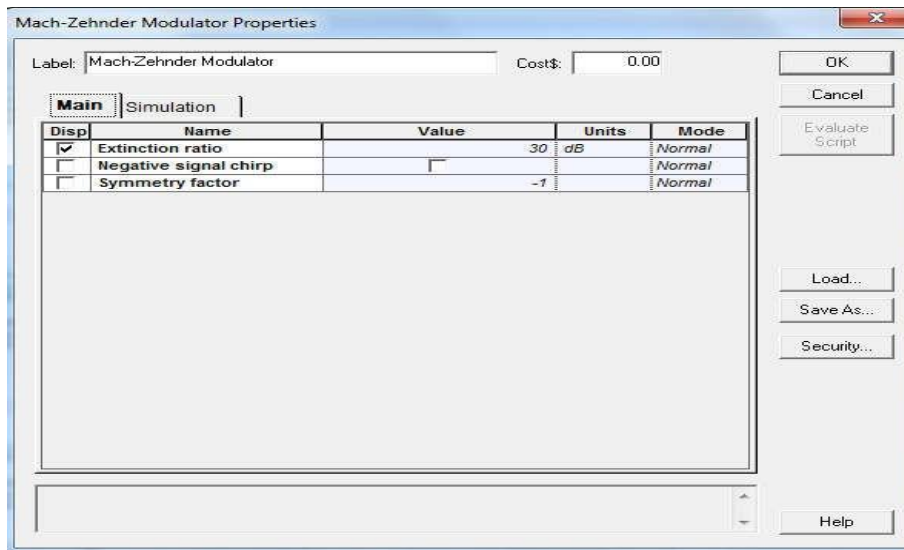 Mach-Zehnder Modulator Properties
Label: Mach-Zehnder Modulator Cost$: 0.00 OK
Main Simulation Cancel
Disp Name Value Units Mode Evaluate Script
Extinction ratio 30 dB Normal
Negative signal chirp Normal
Symmetry factor -1 Normal
Load...
Save As...
Security...
Help